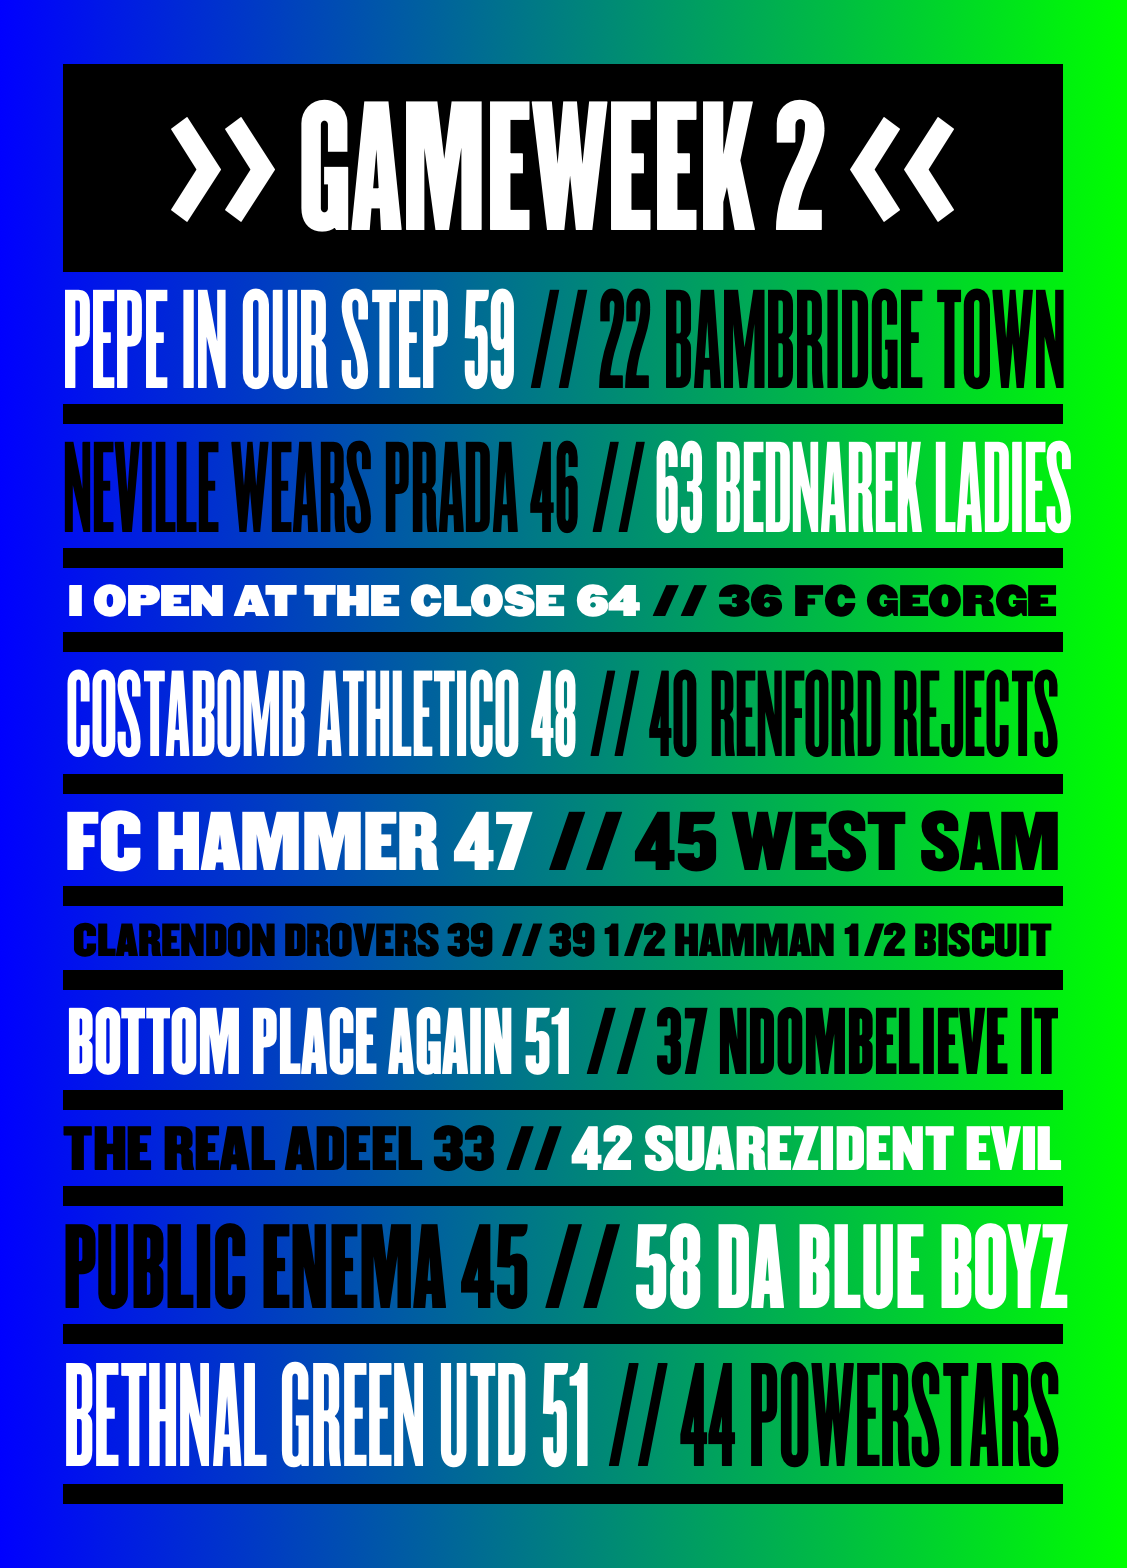 >> GAMEWEEK 2 <<
PEPE IN OUR STEP 59 // 22 BAMBRIDGE TOWN
NEVILLE WEARS PRADA 46 // 63 BEDNAREK LADIES
I OPEN AT THE CLOSE 64 // 36 FC GEORGE
COSTABOMB ATHLETICO 48 // 40 RENFORD REJECTS
FC HAMMER 47 // 45 WEST SAM
CLARENDON DROVERS 39 // 39 1/2 HAMMAN 1/2 BISCUIT
BOTTOM PLACE AGAIN 51 // 37 NDOMBELIEVE IT
THE REAL ADEEL 33 // 42 SUAREZIDENT EVIL
PUBLIC ENEMA 45 // 58 DA BLUE BOYZ
BETHNAL GREEN UTD 51 // 44 POWERSTARS